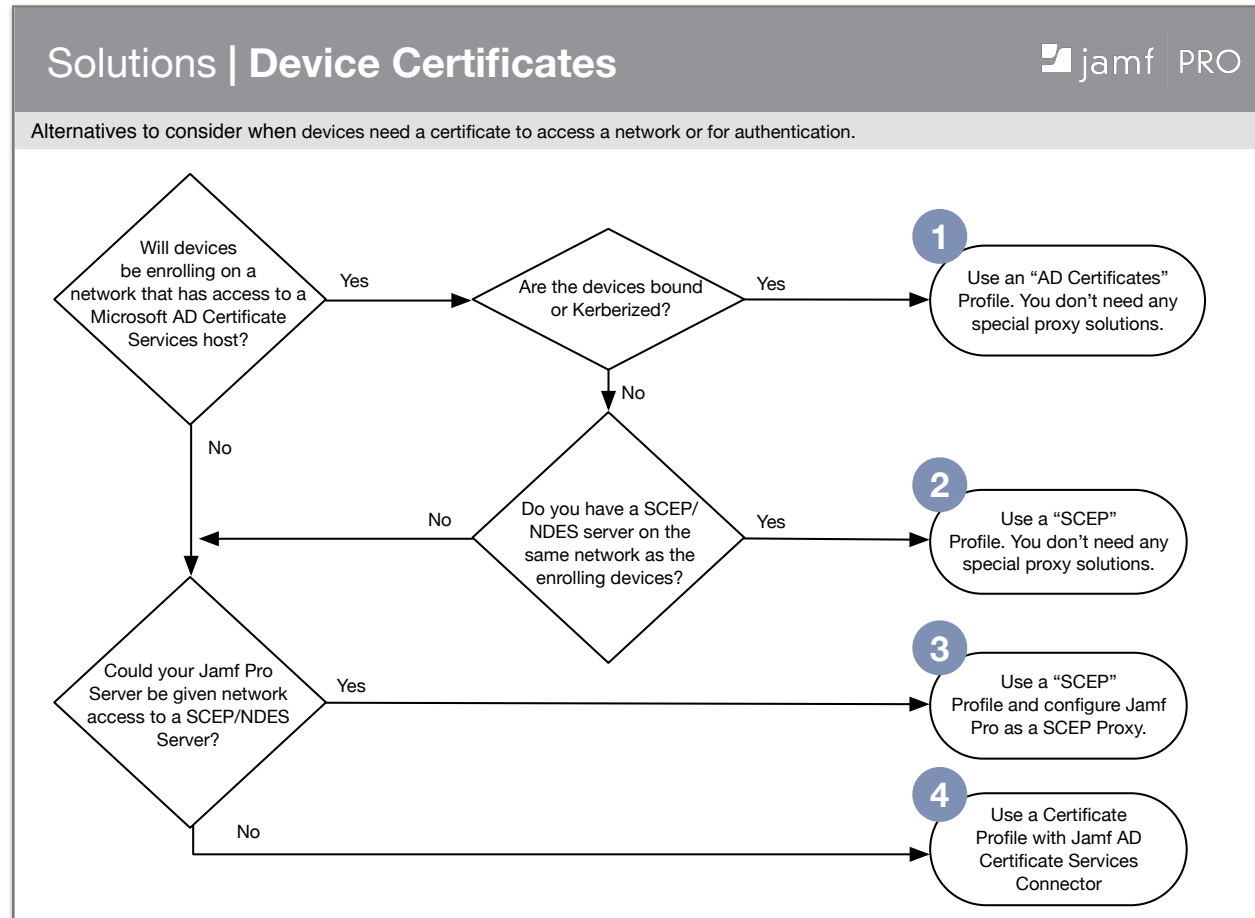 Solutions | Device Certificates
jamf PRO
Alternatives to consider when devices need a certificate to access a network or for authentication.
Will devices
be enrolling on a
network that has access to a
Microsoft AD Certificate
Services host?
Yes
Are the devices bound
or Kerberized?
Yes
1
Use an “AD Certificates”
Profile. You don’t need any
special proxy solutions.
No
No
Do you have a SCEP/
NDES server on the
same network as the
enrolling devices?
No
Yes
2
Use a “SCEP”
Profile. You don’t need any
special proxy solutions.
Could your Jamf Pro
Server be given network
access to a SCEP/NDES
Server?
Yes
3
Use a “SCEP”
Profile and configure Jamf
Pro as a SCEP Proxy.
No
4
Use a Certificate
Profile with Jamf AD
Certificate Services
Connector